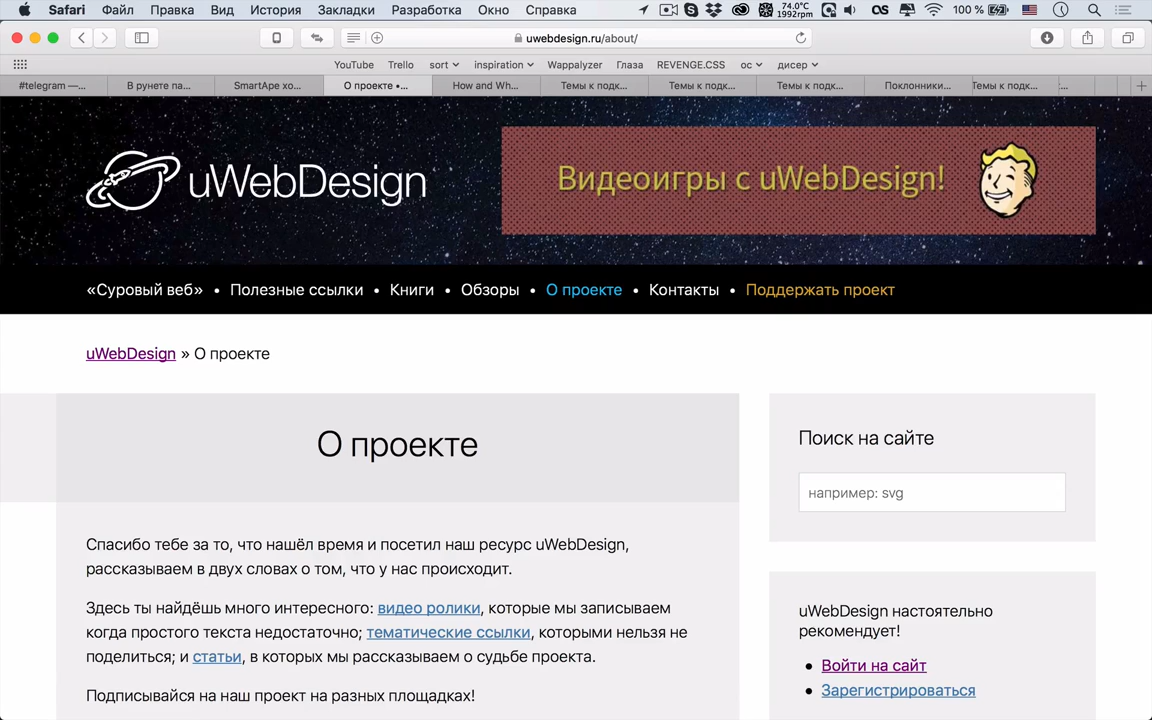 Safari Файл Правка Вид История Закладки Разработка Окно Справка 74.0°C 1992rpm 100 %
uwebdesign.ru/about/
YouTube Trello sort inspiration Wappalyzer Глаза REVENGE.CSS ос дисер
#telegram —... В рунете па... SmartApe хо... О проекте •... How and Wh... Темы к подк... Темы к подк... Темы к подк... Поклонники... Темы к подк...
uWebDesign
Видеоигры с uWebDesign!
«Суровый веб» • Полезные ссылки • Книги • Обзоры • О проекте • Контакты • Поддержать проект
uWebDesign » О проекте
О проекте
Спасибо тебе за то, что нашёл время и посетил наш ресурс uWebDesign,
рассказываем в двух словах о том, что у нас происходит.
Здесь ты найдёшь много интересного: видео ролики, которые мы записываем
когда простого текста недостаточно; тематические ссылки, которыми нельзя не
поделиться; и статьи, в которых мы рассказываем о судьбе проекта.
Подписывайся на наш проект на разных площадках!
Поиск на сайте
например: svg
uWebDesign настоятельно
рекомендует!
• Войти на сайт
• Зарегистрироваться